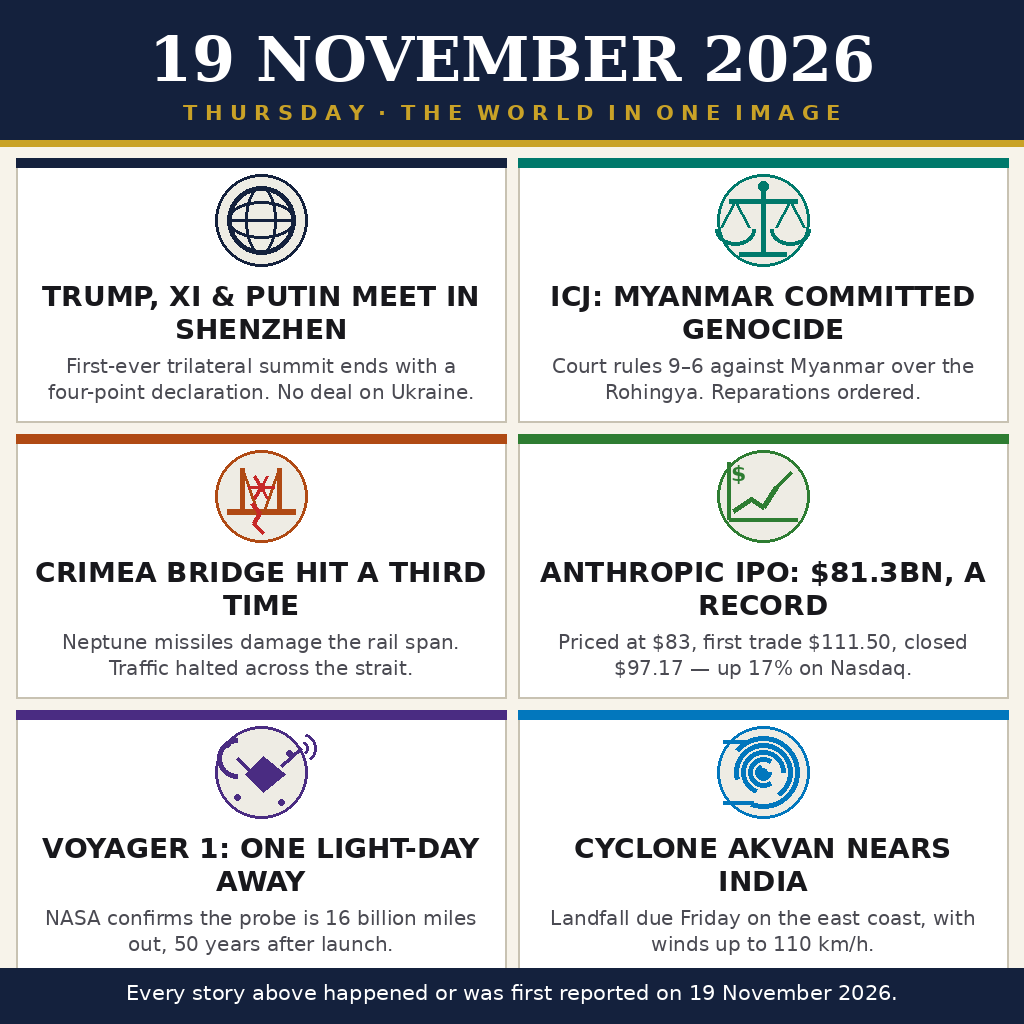 19 NOVEMBER 2026
THURSDAY · THE WORLD IN ONE IMAGE
TRUMP, XI & PUTIN MEET IN
SHENZHEN
First-ever trilateral summit ends with a
four-point declaration. No deal on Ukraine.
ICJ: MYANMAR COMMITTED
GENOCIDE
Court rules 9–6 against Myanmar over the
Rohingya. Reparations ordered.
CRIMEA BRIDGE HIT A THIRD
TIME
Neptune missiles damage the rail span.
Traffic halted across the strait.
$
ANTHROPIC IPO: $81.3BN, A
RECORD
Priced at $83, first trade $111.50, closed
$97.17 — up 17% on Nasdaq.
VOYAGER 1: ONE LIGHT-DAY
AWAY
NASA confirms the probe is 16 billion miles
out, 50 years after launch.
CYCLONE AKVAN NEARS
INDIA
Landfall due Friday on the east coast, with
winds up to 110 km/h.
Every story above happened or was first reported on 19 November 2026.